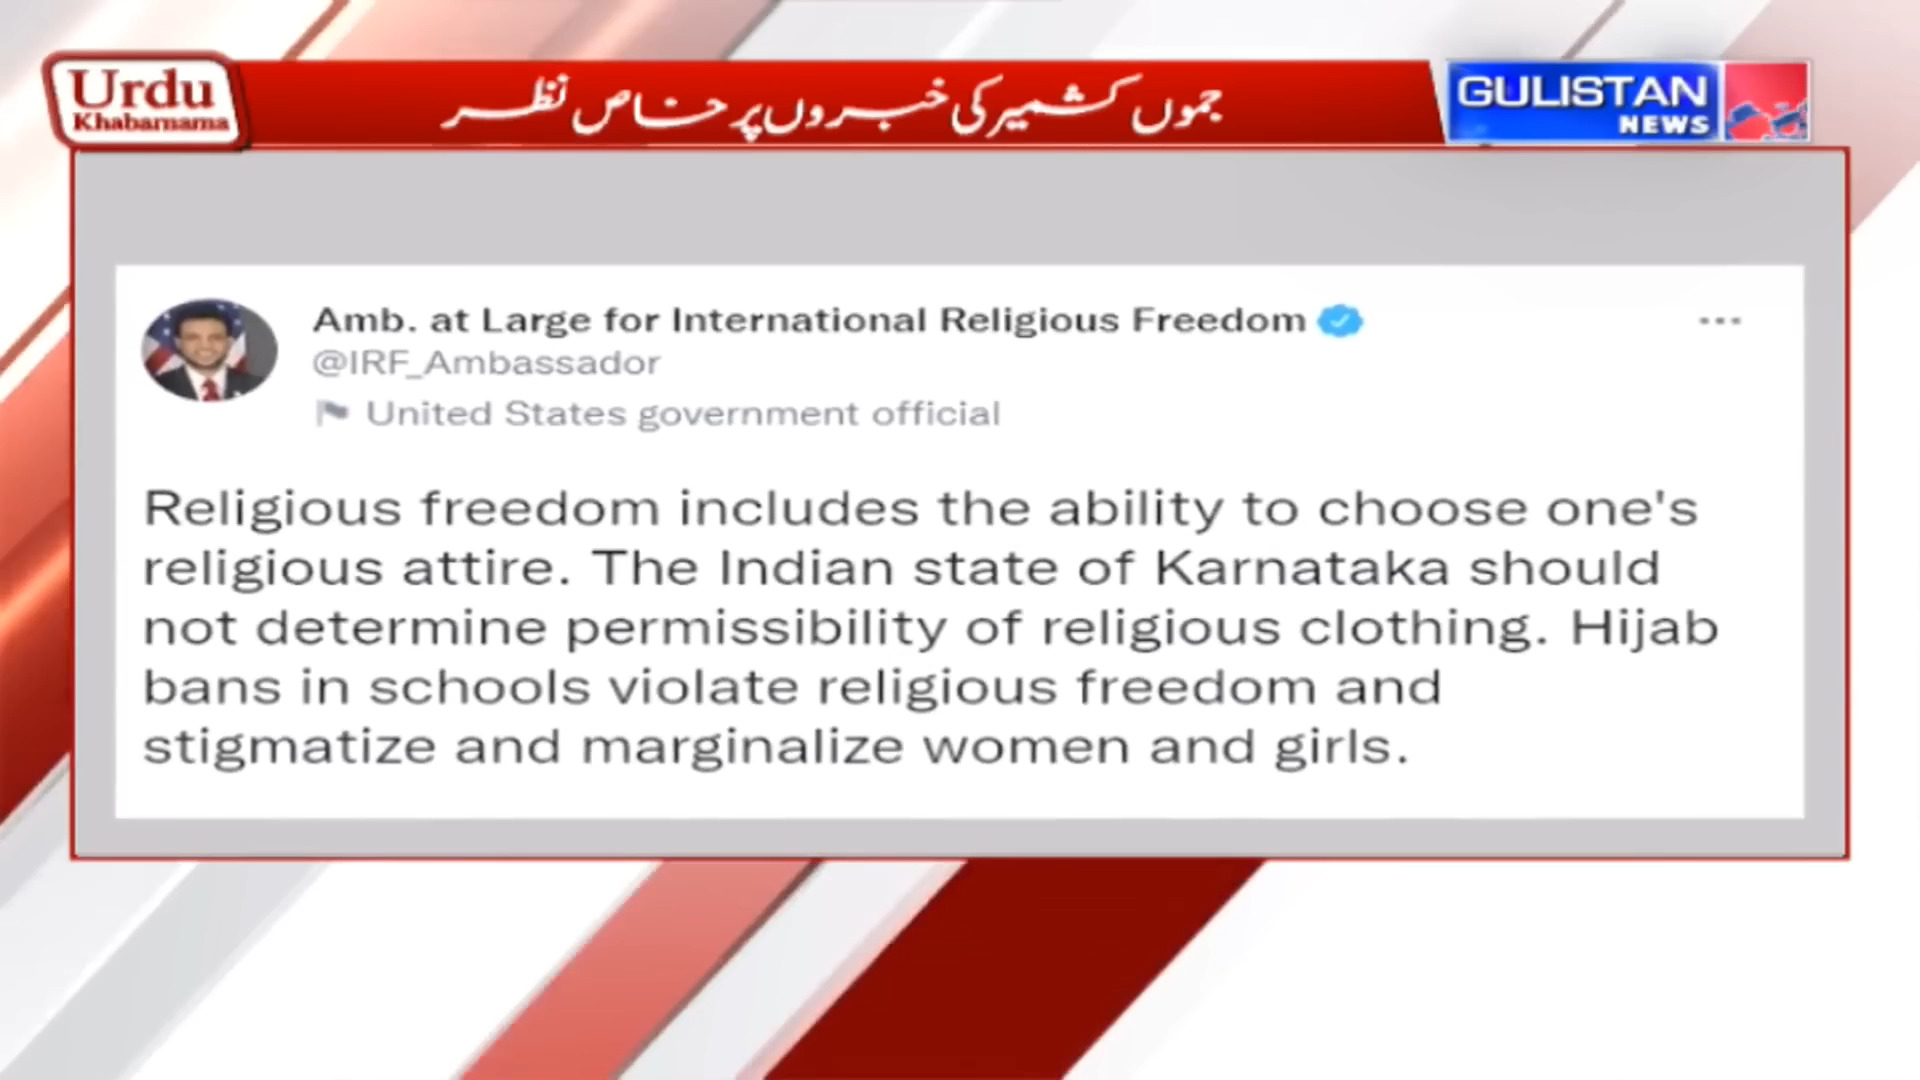 Urdu
Khabarnama
جموں کشمیر کی خبروں پر خاص نظر
GULISTAN
NEWS
Amb. at Large for International Religious Freedom
@IRF_Ambassador
United States government official
Religious freedom includes the ability to choose one's
religious attire. The Indian state of Karnataka should
not determine permissibility of religious clothing. Hijab
bans in schools violate religious freedom and
stigmatize and marginalize women and girls.